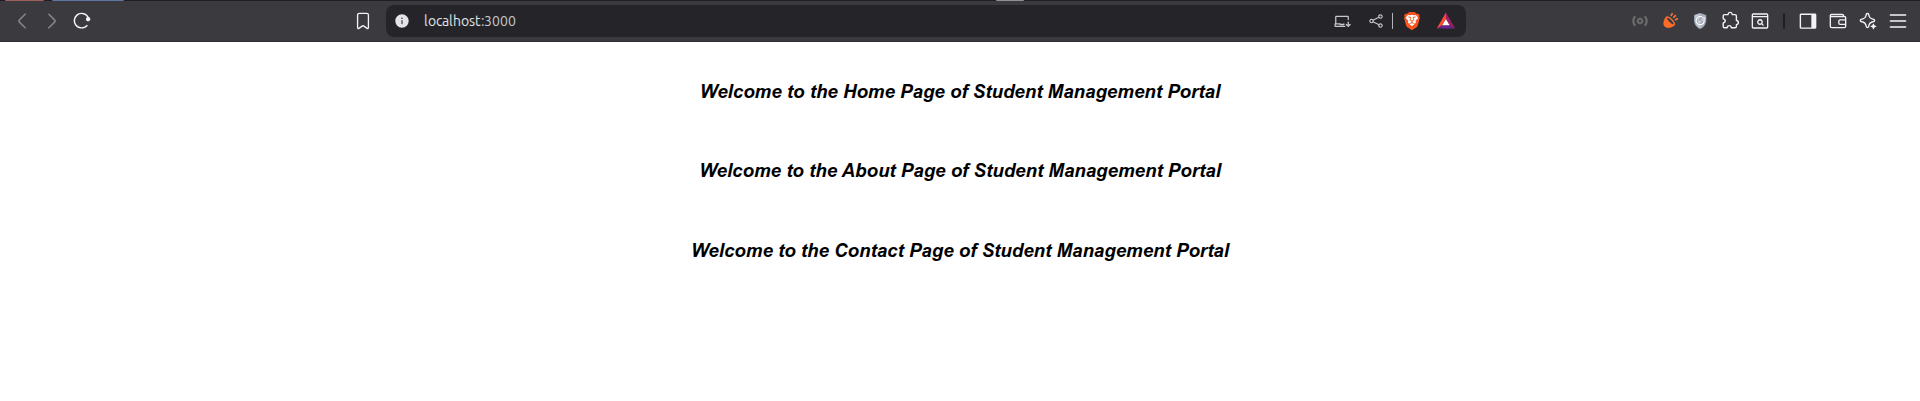 localhost:3000
Welcome to the Home Page of Student Management Portal
Welcome to the About Page of Student Management Portal
Welcome to the Contact Page of Student Management Portal